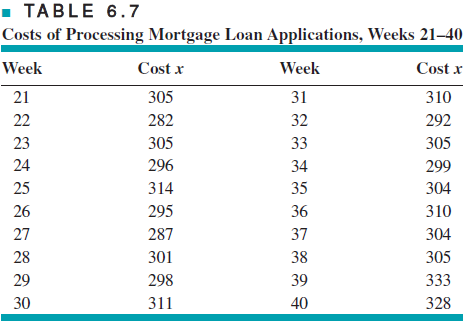 TABLE 6.7
Costs of Processing Mortgage Loan Applications, Weeks 21–40
Week Cost x Week Cost x
21 305 31 310
22 282 32 292
23 305 33 305
24 296 34 299
25 314 35 304
26 295 36 310
27 287 37 304
28 301 38 305
29 298 39 333
30 311 40 328